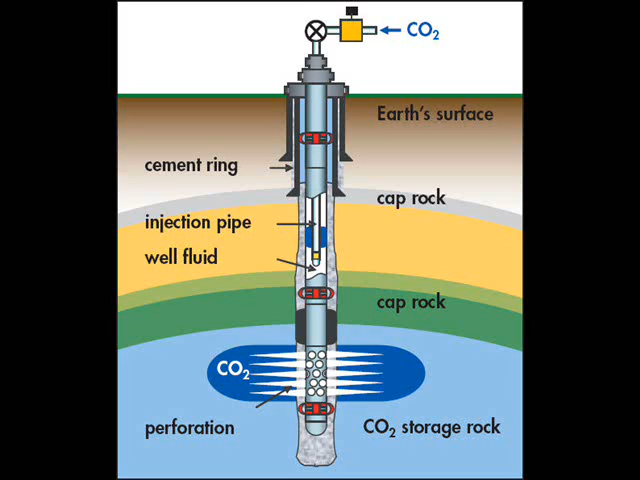 CO₂
Earth's surface
cement ring
cap rock
injection pipe
well fluid
cap rock
CO₂
perforation
CO₂ storage rock